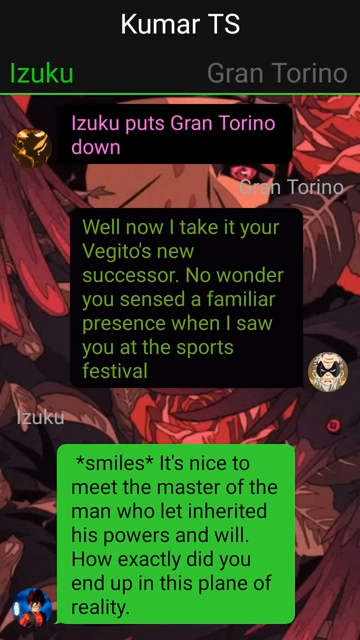 Kumar TS
Izuku
Gran Torino
Izuku puts Gran Torino
down
Gran Torino
Well now I take it your
Vegito's new
successor. No wonder
you sensed a familiar
presence when I saw
you at the sports
festival
Izuku
*smiles* It's nice to
meet the master of the
man who let inherited
his powers and will.
How exactly did you
end up in this plane of
reality.